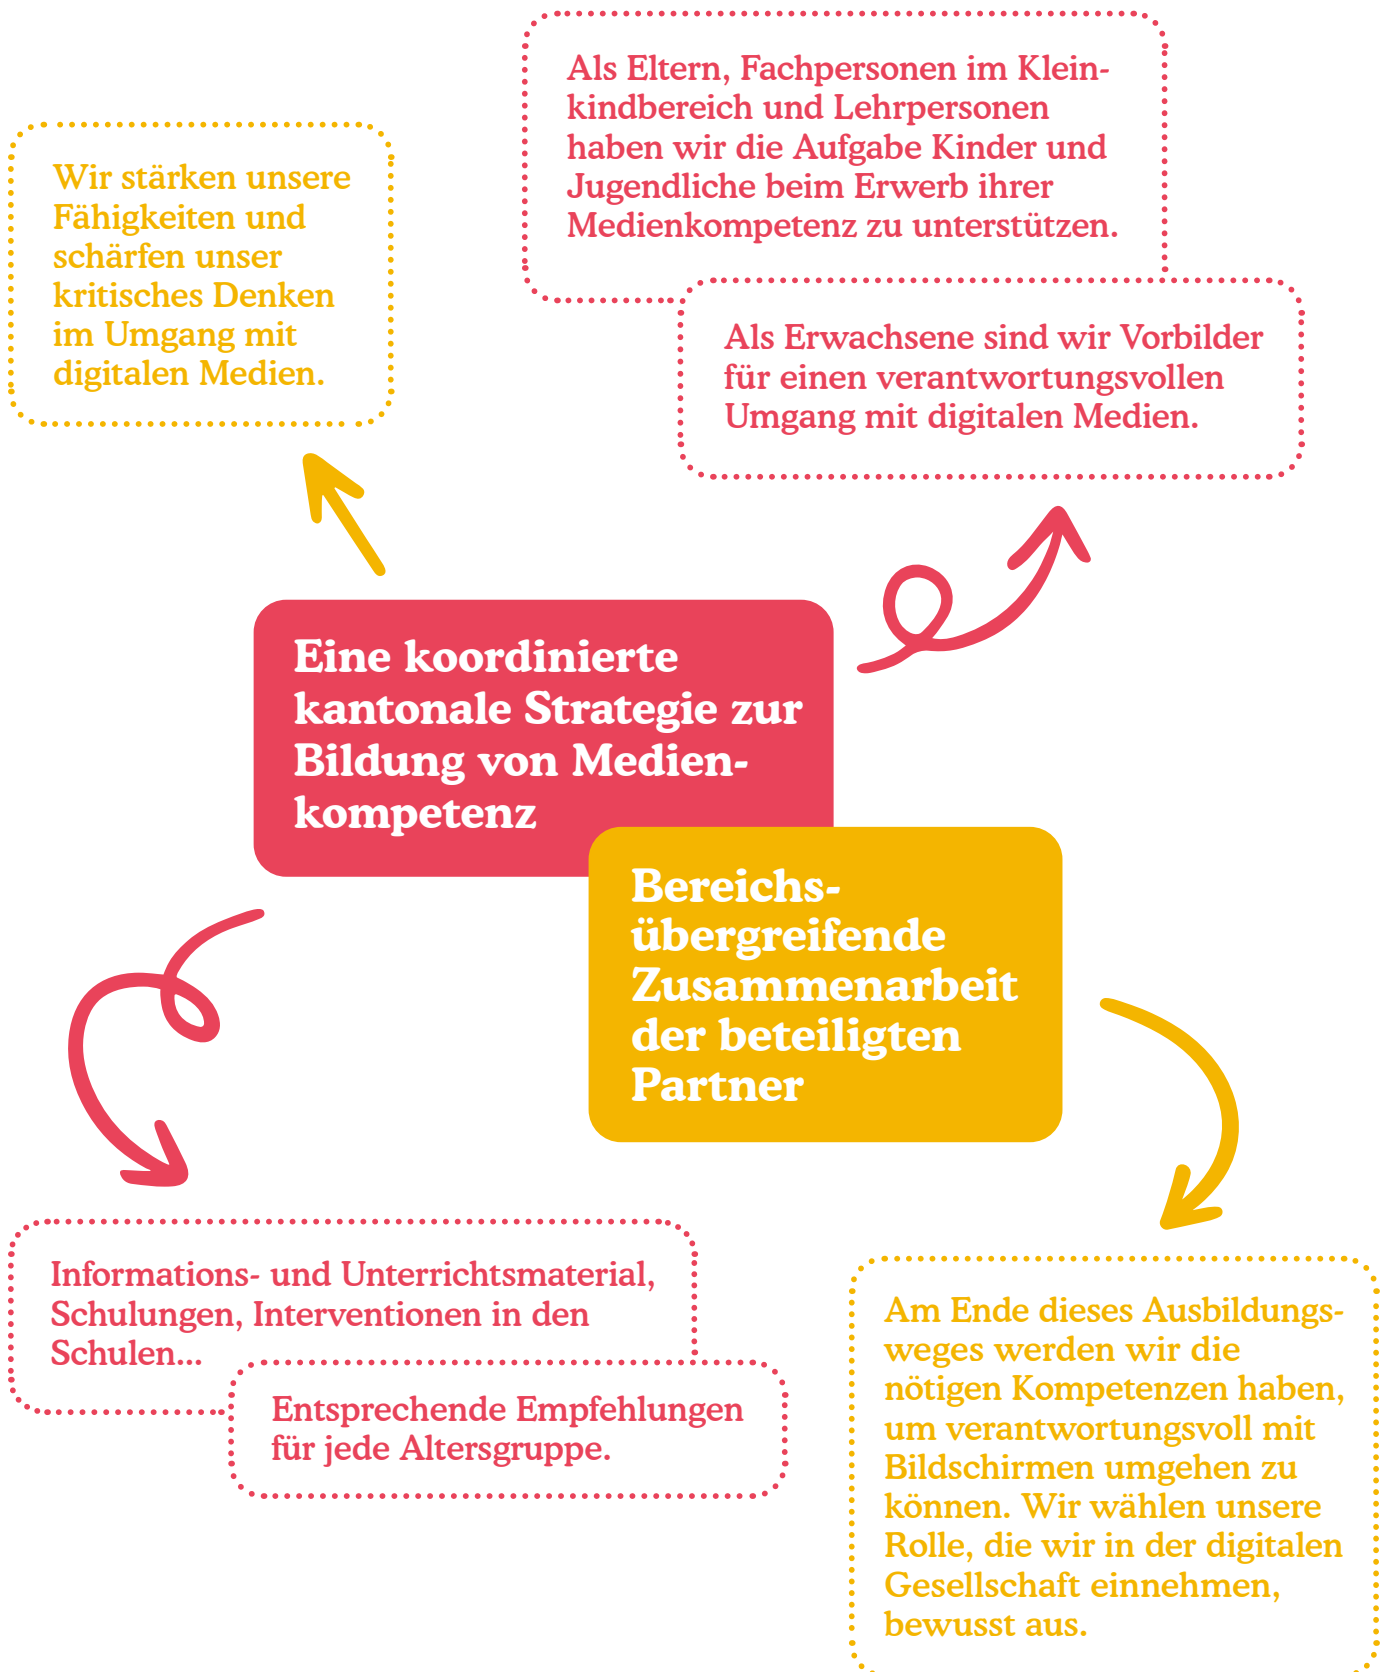 Als Eltern, Fachpersonen im Klein-
kindbereich und Lehrpersonen
haben wir die Aufgabe Kinder und
Jugendliche beim Erwerb ihrer
Medienkompetenz zu unterstützen.
Wir stärken unsere
Fähigkeiten und
schärfen unser
kritisches Denken
im Umgang mit
digitalen Medien.
Als Erwachsene sind wir Vorbilder
für einen verantwortungsvollen
Umgang mit digitalen Medien.
Eine koordinierte
kantonale Strategie zur
Bildung von Medien-
kompetenz
Bereichs-
übergreifende
Zusammenarbeit
der beteiligten
Partner
Informations- und Unterrichtsmaterial,
Schulungen, Interventionen in den
Schulen...
Entsprechende Empfehlungen
für jede Altersgruppe.
Am Ende dieses Ausbildungs-
weges werden wir die
nötigen Kompetenzen haben,
um verantwortungsvoll mit
Bildschirmen umgehen zu
können. Wir wählen unsere
Rolle, die wir in der digitalen
Gesellschaft einnehmen,
bewusst aus.